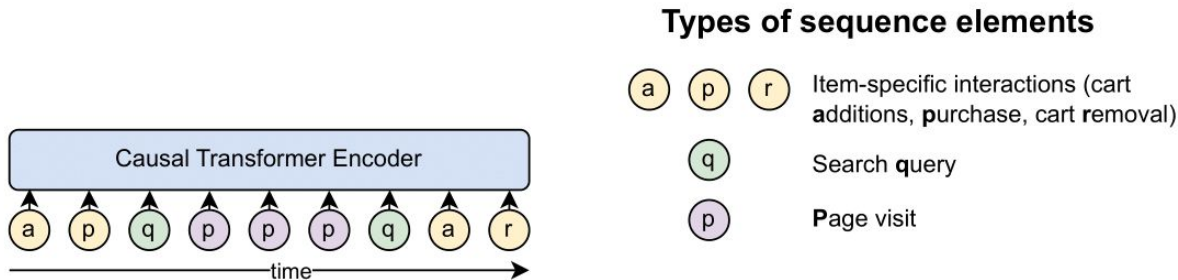 Types of sequence elements
a p r Item-specific interactions (cart
additions, purchase, cart removal)
q Search query
p Page visit
Causal Transformer Encoder
a p q p p p q a r
time